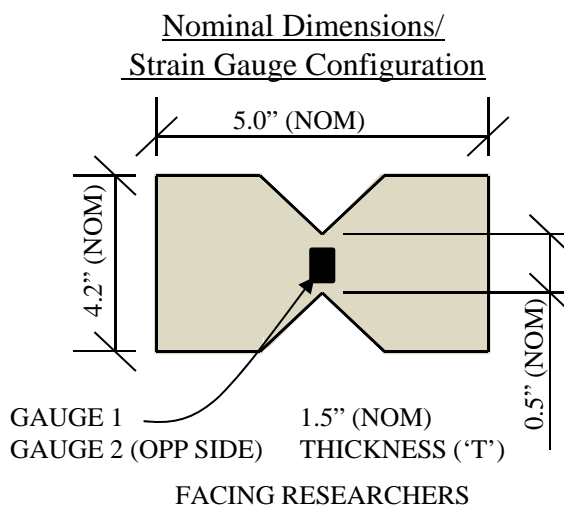 Nominal Dimensions/
Strain Gauge Configuration
5.0” (NOM)
4.2” (NOM)
0.5” (NOM)
GAUGE 1
GAUGE 2 (OPP SIDE)
1.5” (NOM)
THICKNESS (‘T’)
FACING RESEARCHERS